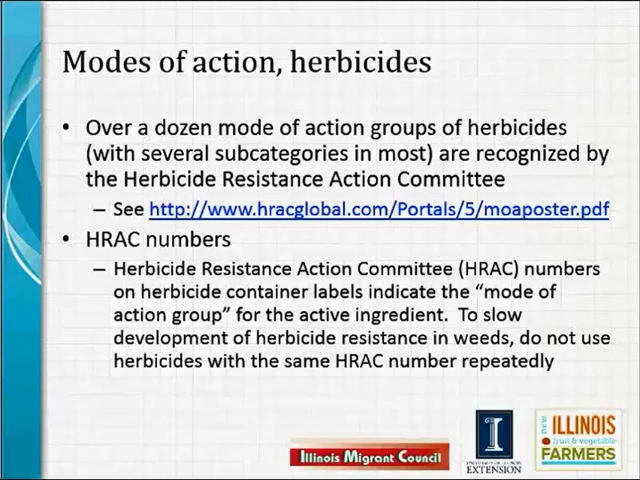 Modes of action, herbicides
• Over a dozen mode of action groups of herbicides
(with several subcategories in most) are recognized by
the Herbicide Resistance Action Committee
– See http://www.hracglobal.com/Portals/5/moaposter.pdf
• HRAC numbers
– Herbicide Resistance Action Committee (HRAC) numbers
on herbicide container labels indicate the “mode of
action group” for the active ingredient. To slow
development of herbicide resistance in weeds, do not use
herbicides with the same HRAC number repeatedly
Illinois Migrant Council
I
UNIVERSITY OF ILLINOIS
EXTENSION
new
ILLINOIS
fruit & vegetable
FARMERS